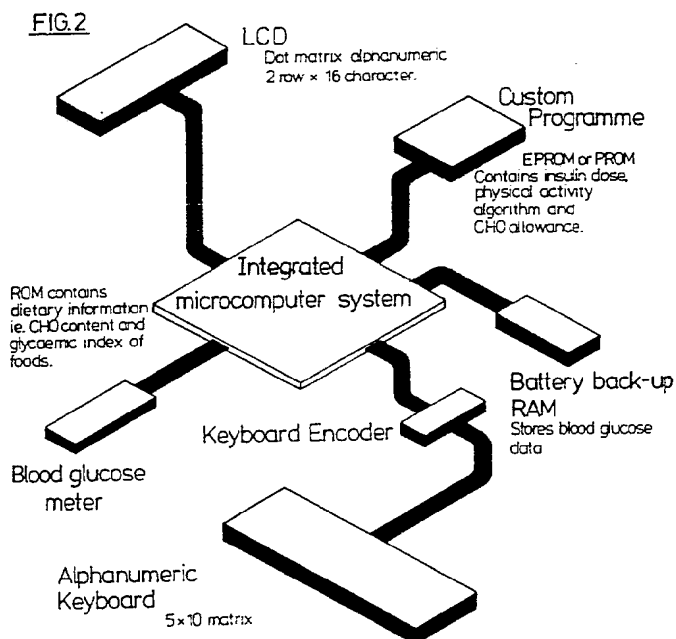 FIG.2
LCD
Dot matrix alphanumeric
2 row × 16 character.
Custom
Programme
EPROM or PROM
Contains insulin dose,
physical activity
algorithm and
CHO allowance.
Integrated
microcomputer system
ROM contains
dietary information
ie. CHO content and
glycaemic index of
foods.
Battery back-up
RAM
Stores blood glucose
data
Keyboard Encoder
Blood glucose
meter
Alphanumeric
Keyboard
5×10 matrix